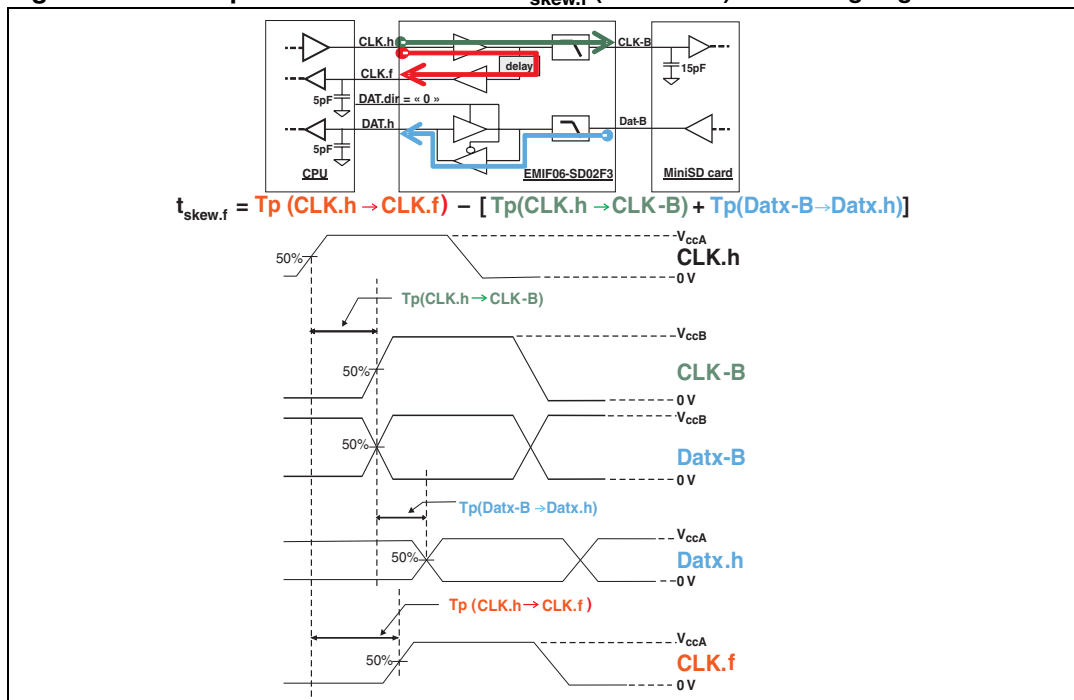 CLK.h
CLK-B
delay
15pF
CLK.f
5pF
DAT.dir = « 0 »
DAT.h
Dat-B
5pF
CPU
EMIF06-SD02F3
MiniSD card
tskew.f = Tp (CLK.h → CLK.f) – [ Tp(CLK.h → CLK-B) + Tp(Datx-B→Datx.h)]
VccA
50%
CLK.h
0 V
Tp(CLK.h → CLK-B)
VccB
50%
CLK-B
0 V
VccB
50%
Datx-B
0 V
Tp(Datx-B → Datx.h)
VccA
50%
Datx.h
0 V
Tp (CLK.h → CLK.f )
VccA
50%
CLK.f
0 V